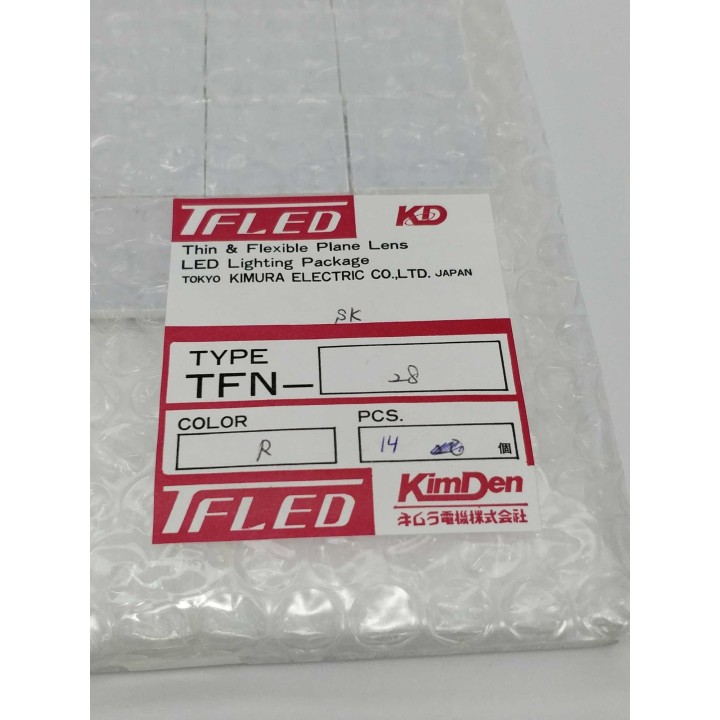 TFLED KD
Thin & Flexible Plane Lens
LED Lighting Package
TOKYO KIMURA ELECTRIC CO.,LTD. JAPAN
SK
TYPE
TFN- 28
COLOR PCS.
R 14 個
TFLED KimDen
キムラ電機株式会社